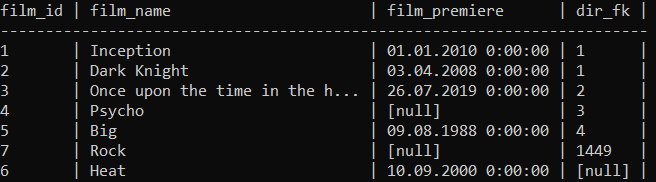 film_id | film_name | film_premiere | dir_fk |
--------------------------------------------------------------------------
1 | Inception | 01.01.2010 0:00:00 | 1 |
2 | Dark Knight | 03.04.2008 0:00:00 | 1 |
3 | Once upon the time in the h... | 26.07.2019 0:00:00 | 2 |
4 | Psycho | [null] | 3 |
5 | Big | 09.08.1988 0:00:00 | 4 |
7 | Rock | [null] | 1449 |
6 | Heat | 10.09.2000 0:00:00 | [null] |